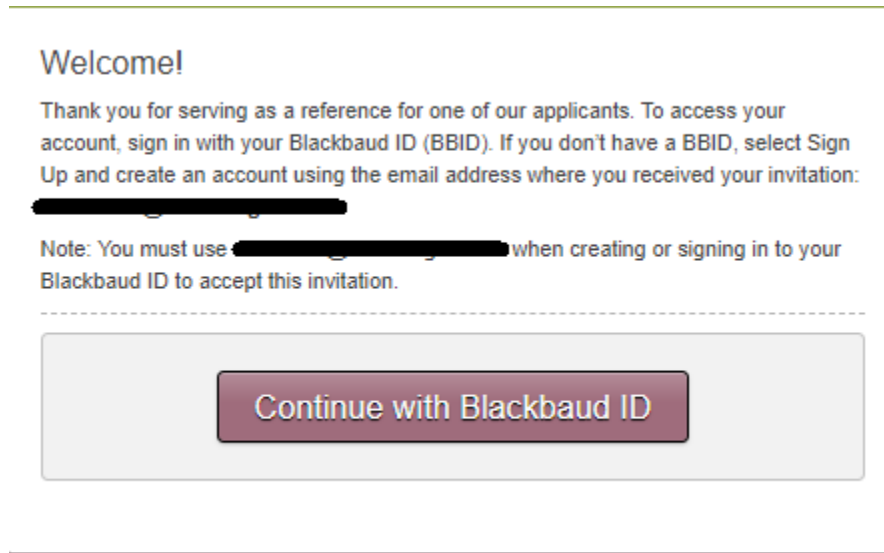 Welcome!
Thank you for serving as a reference for one of our applicants. To access your
account, sign in with your Blackbaud ID (BBID). If you don't have a BBID, select Sign
Up and create an account using the email address where you received your invitation:
Note: You must use when creating or signing in to your
Blackbaud ID to accept this invitation.
Continue with Blackbaud ID